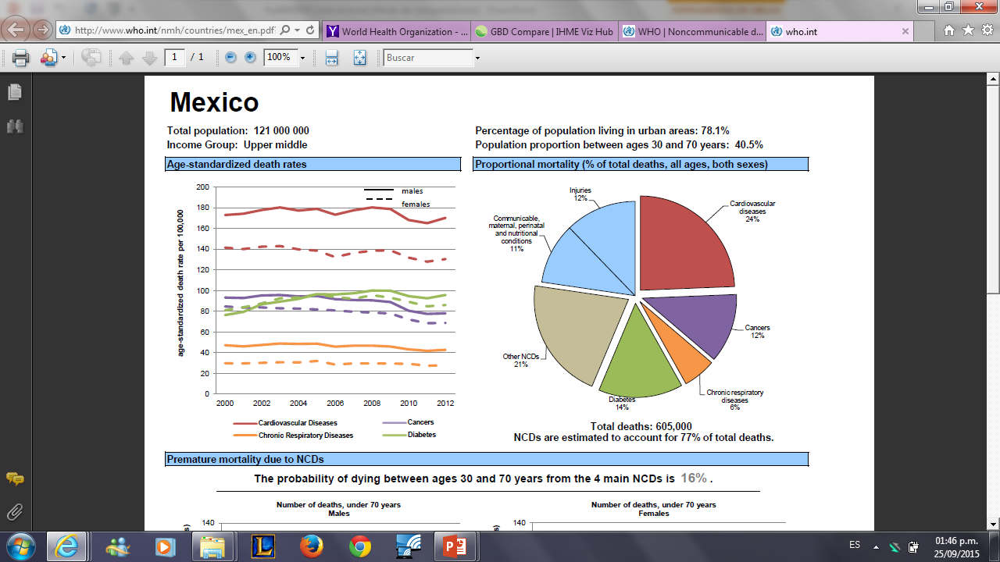 http://www.who.int/nmh/countries/mex_en.pdf?
World Health Organization - ...
GBD Compare | IHME Viz Hub
WHO | Noncommunicable d...
who.int
1 / 1
100%
Buscar
Mexico
Total population: 121 000 000
Income Group: Upper middle
Percentage of population living in urban areas: 78.1%
Population proportion between ages 30 and 70 years: 40.5%
Age-standardized death rates
Proportional mortality (% of total deaths, all ages, both sexes)
age-standardized death rate per 100,000
200
180
160
140
120
100
80
60
40
20
0
males
females
2000 2002 2004 2006 2008 2010 2012
Cardiovascular Diseases
Cancers
Chronic Respiratory Diseases
Diabetes
Injuries
12%
Cardiovascular
diseases
24%
Communicable,
maternal, perinatal
and nutritional
conditions
11%
Cancers
12%
Other NCDs
21%
Chronic respiratory
diseases
6%
Diabetes
14%
Total deaths: 605,000
NCDs are estimated to account for 77% of total deaths.
Premature mortality due to NCDs
The probability of dying between ages 30 and 70 years from the 4 main NCDs is 16% .
Number of deaths, under 70 years
Males
140
Number of deaths, under 70 years
Females
140
ES
01:46 p.m.
25/09/2015